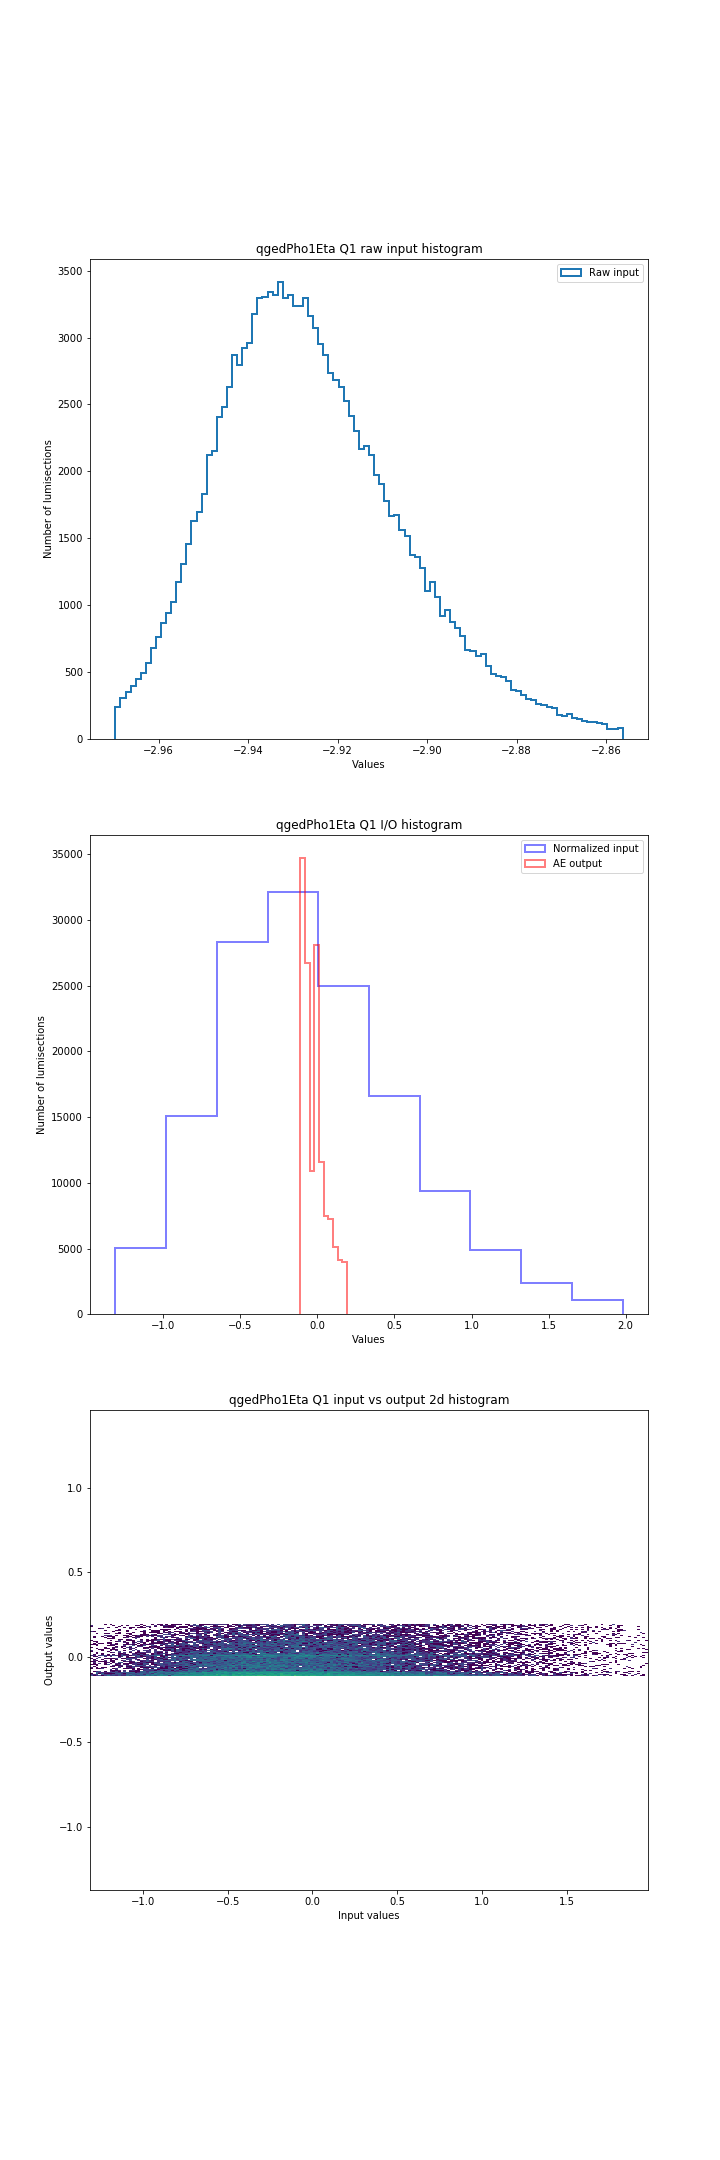 qgedPho1Eta Q1 raw input histogram
Raw input
3500
3000
2500
2000
1500
1000
500
0
Number of lumisections
−2.96 −2.94 −2.92 −2.90 −2.88 −2.86
Values
qgedPho1Eta Q1 I/O histogram
Normalized input
AE output
35000
30000
25000
20000
15000
10000
5000
0
Number of lumisections
−1.0 −0.5 0.0 0.5 1.0 1.5 2.0
Values
qgedPho1Eta Q1 input vs output 2d histogram
1.0
0.5
0.0
−0.5
−1.0
Output values
−1.0 −0.5 0.0 0.5 1.0 1.5
Input values